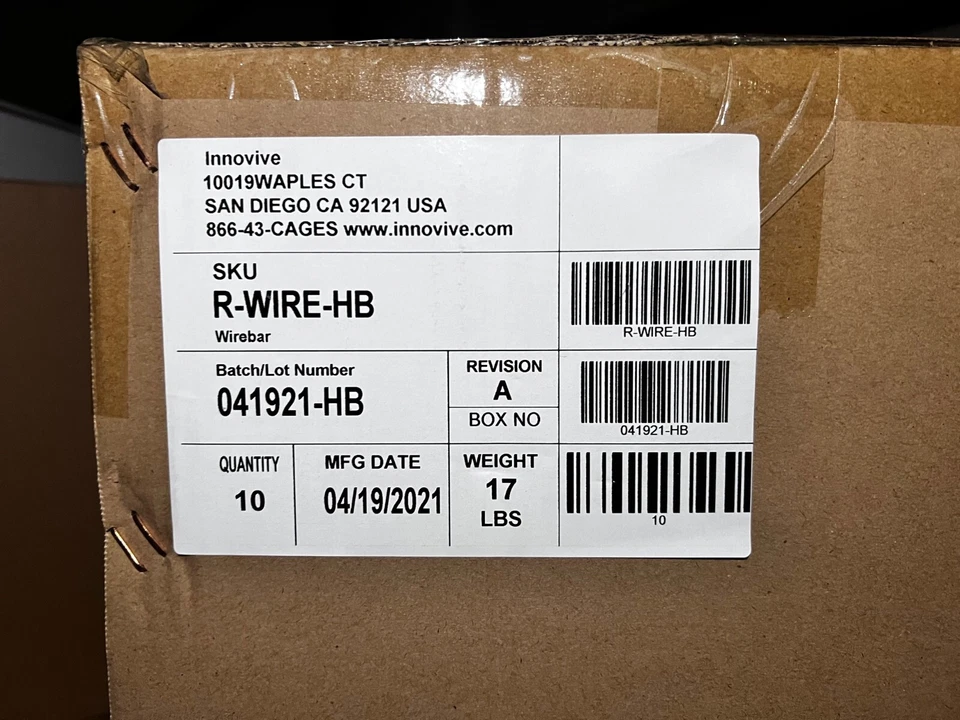 Innovive
10019WAPLES CT
SAN DIEGO CA 92121 USA
866-43-CAGES www.innovive.com
SKU
R-WIRE-HB
Wirebar
R-WIRE-HB
Batch/Lot Number
041921-HB
REVISION
A
BOX NO
041921-HB
QUANTITY
10
MFG DATE
04/19/2021
WEIGHT
17
LBS
10